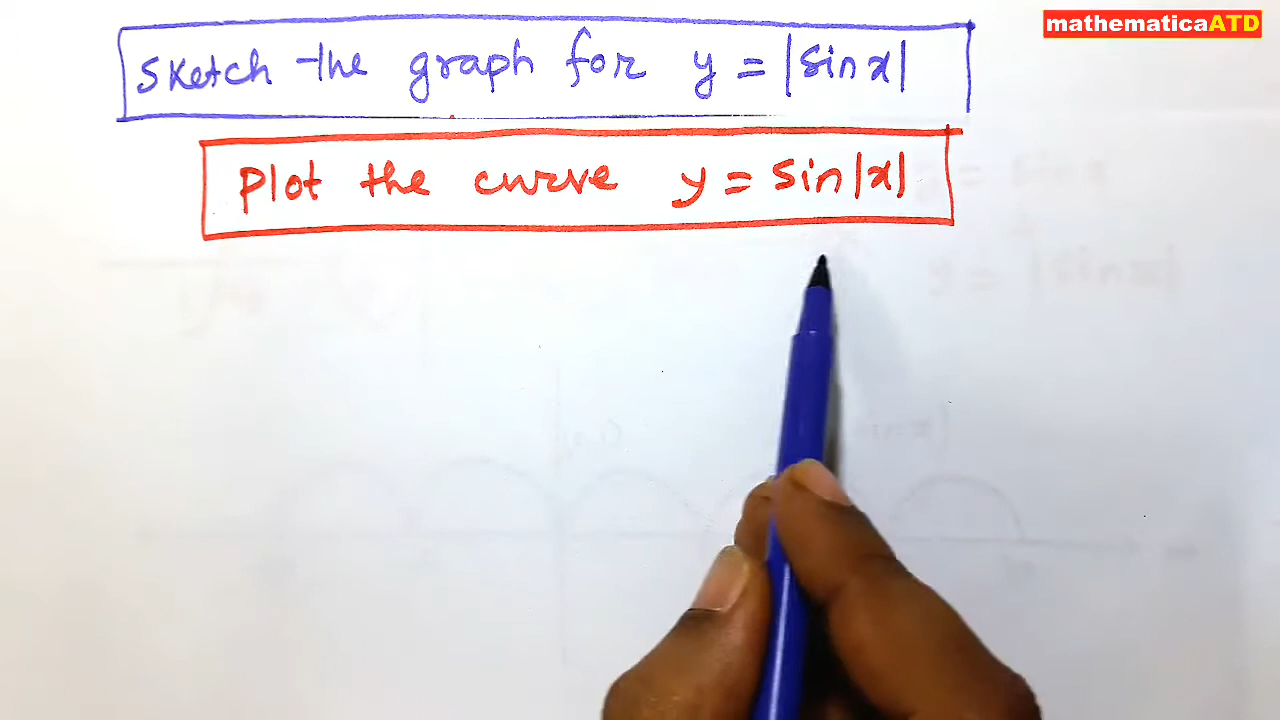 mathematicaATD
Sketch the graph for y = |sin x|
Plot the curve y = sin|x|